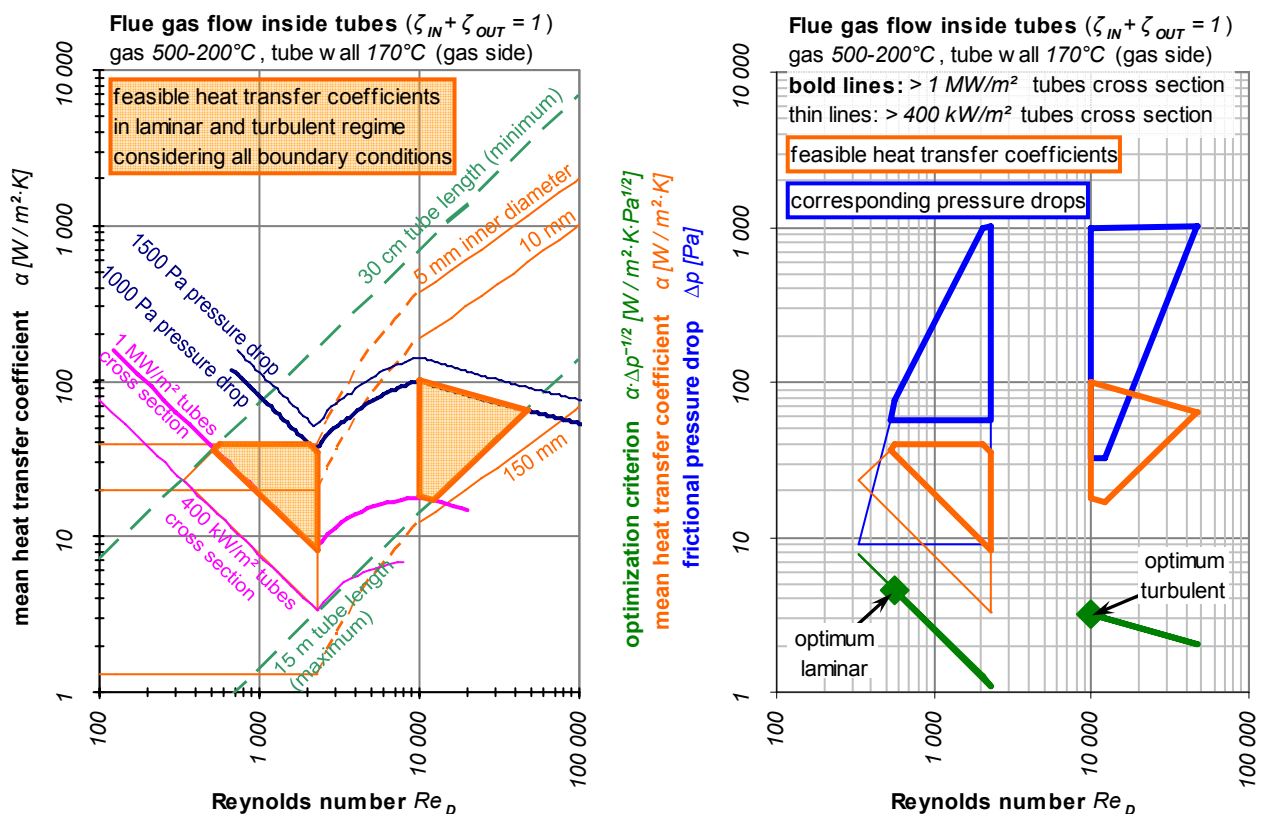 Flue gas flow inside tubes (ζIN + ζOUT = 1)
gas 500-200°C, tube wall 170°C (gas side)
feasible heat transfer coefficients
in laminar and turbulent regime
considering all boundary conditions
mean heat transfer coefficient α [W / m²·K]
10 000
1 000
100
10
1
30 cm tube length (minimum)
5 mm inner diameter
10 mm
1500 Pa pressure drop
1000 Pa pressure drop
1 MW/m² tubes
cross section
150 mm
400 kW/m² tubes
cross section
15 m tube length
(maximum)
100
1 000
10 000
100 000
Reynolds number ReD
Flue gas flow inside tubes (ζIN + ζOUT = 1)
gas 500-200°C, tube wall 170°C (gas side)
bold lines: > 1 MW/m² tubes cross section
thin lines: > 400 kW/m² tubes cross section
feasible heat transfer coefficients
corresponding pressure drops
optimization criterion α·Δp⁻¹/² [W / m²·K·Pa¹/²]
mean heat transfer coefficient α [W / m²·K]
frictional pressure drop Δp [Pa]
10 000
1 000
100
10
1
optimum
turbulent
optimum
laminar
100
1 000
10 000
100 000
Reynolds number ReD